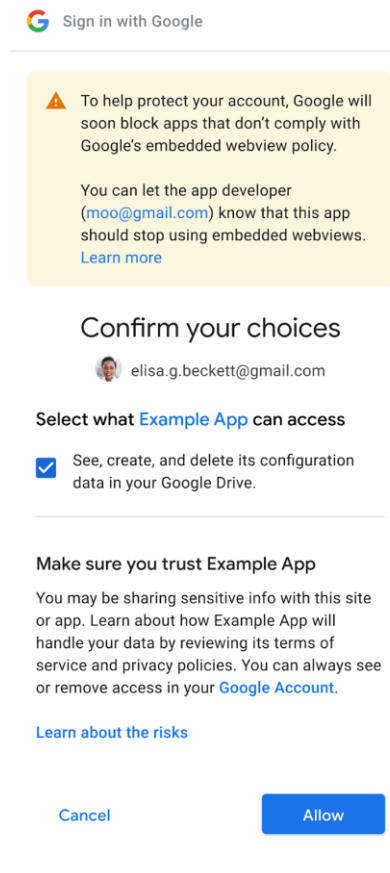 Sign in with Google
To help protect your account, Google will
soon block apps that don’t comply with
Google’s embedded webview policy.
You can let the app developer
(moo@gmail.com) know that this app
should stop using embedded webviews.
Learn more
Confirm your choices
elisa.g.beckett@gmail.com
Select what Example App can access
See, create, and delete its configuration
data in your Google Drive.
Make sure you trust Example App
You may be sharing sensitive info with this site
or app. Learn about how Example App will
handle your data by reviewing its terms of
service and privacy policies. You can always see
or remove access in your Google Account.
Learn about the risks
Cancel
Allow